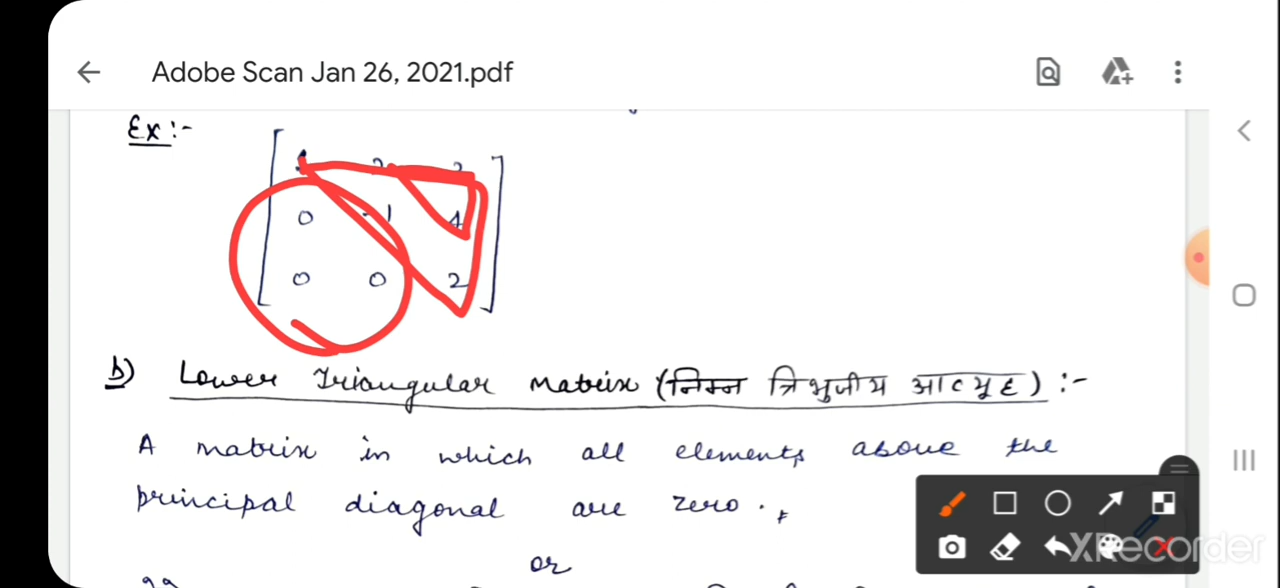 Adobe Scan Jan 26, 2021.pdf
Ex:-
0 -1 4
0 0 2
b) Lower Triangular Matrix (निम्न त्रिभुजीय आव्यूह) :-
A matrix in which all elements above the
principal diagonal are zero.
or
XRecorder